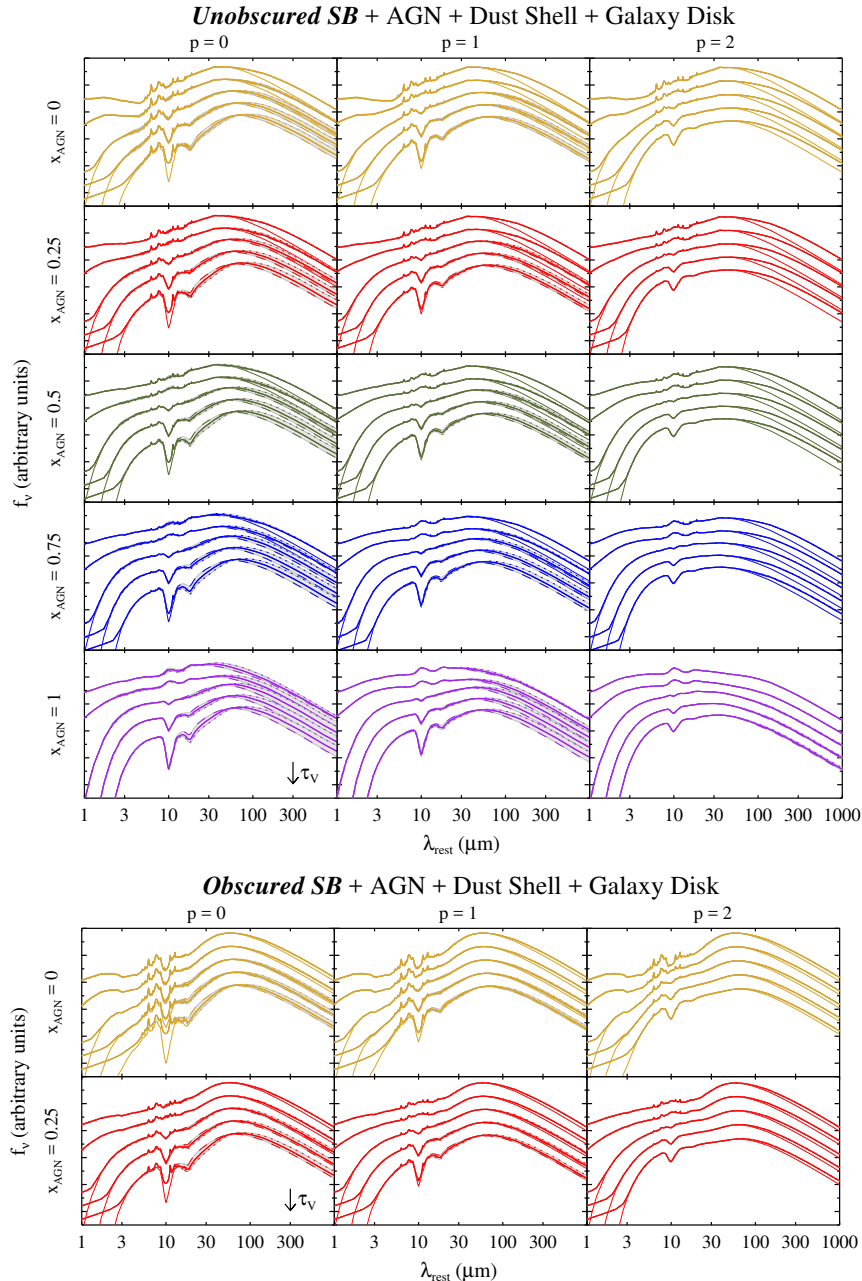 Unobscured SB + AGN + Dust Shell + Galaxy Disk
p = 0 p = 1 p = 2
x_AGN = 0
x_AGN = 0.25
x_AGN = 0.5
x_AGN = 0.75
x_AGN = 1
f_ν (arbitrary units)
↓ τ_V
1 3 10 30 100 300 1 3 10 30 100 300 1 3 10 30 100 300 1000
λ_rest (μm)
Obscured SB + AGN + Dust Shell + Galaxy Disk
p = 0 p = 1 p = 2
x_AGN = 0
x_AGN = 0.25
f_ν (arbitrary units)
↓ τ_V
1 3 10 30 100 300 1 3 10 30 100 300 1 3 10 30 100 300 1000
λ_rest (μm)